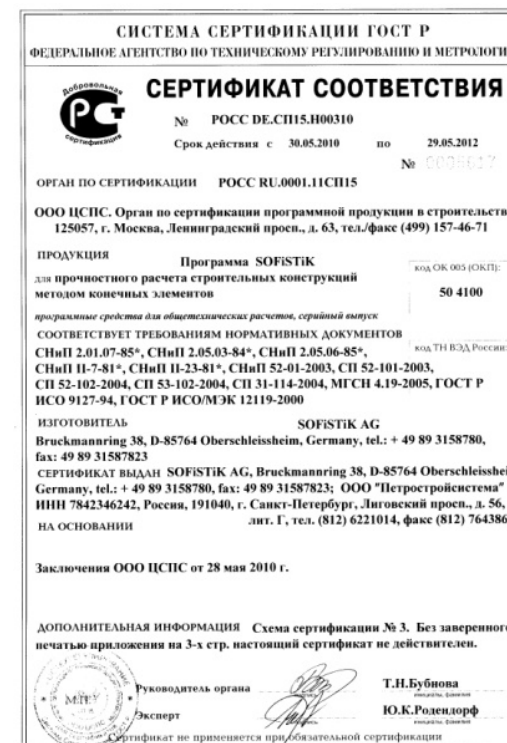 СИСТЕМА СЕРТИФИКАЦИИ ГОСТ Р
ФЕДЕРАЛЬНОЕ АГЕНТСТВО ПО ТЕХНИЧЕСКОМУ РЕГУЛИРОВАНИЮ И МЕТРОЛОГИ
Добровольная
сертификация
СЕРТИФИКАТ СООТВЕТСТВИЯ
№ РОСС DE.СП15.Н00310
Срок действия с 30.05.2010 по 29.05.2012
№
ОРГАН ПО СЕРТИФИКАЦИИ РОСС RU.0001.11СП15
ООО ЦСПС. Орган по сертификации программной продукции в строительств
125057, г. Москва, Ленинградский просп., д. 63, тел./факс (499) 157-46-71
ПРОДУКЦИЯ Программа SOFiSTiK
для прочностного расчета строительных конструкций
методом конечных элементов
код ОК 005 (ОКП):
50 4100
программные средства для общетехнических расчетов, серийный выпуск
СООТВЕТСТВУЕТ ТРЕБОВАНИЯМ НОРМАТИВНЫХ ДОКУМЕНТОВ
код ТН ВЭД России:
СНиП 2.01.07-85*, СНиП 2.05.03-84*, СНиП 2.05.06-85*,
СНиП II-7-81*, СНиП II-23-81*, СНиП 52-01-2003, СП 52-101-2003,
СП 52-102-2004, СП 53-102-2004, СП 31-114-2004, МГСН 4.19-2005, ГОСТ Р
ИСО 9127-94, ГОСТ Р ИСО/МЭК 12119-2000
ИЗГОТОВИТЕЛЬ SOFiSTiK AG
Bruckmannring 38, D-85764 Oberschleissheim, Germany, tel.: + 49 89 3158780,
fax: 49 89 31587823
СЕРТИФИКАТ ВЫДАН SOFiSTiK AG, Bruckmannring 38, D-85764 Oberschleisshei
Germany, tel.: + 49 89 3158780, fax: 49 89 31587823; ООО "Петростройсистема"
ИНН 7842346242, Россия, 191040, г. Санкт-Петербург, Лиговский просп., д. 56,
лит. Г, тел. (812) 6221014, факс (812) 764386
НА ОСНОВАНИИ
Заключения ООО ЦСПС от 28 мая 2010 г.
ДОПОЛНИТЕЛЬНАЯ ИНФОРМАЦИЯ Схема сертификации № 3. Без заверенного
печатью приложения на 3-х стр. настоящий сертификат не действителен.
М.П.
Руководитель органа Т.Н.Бубнова
подпись инициалы, фамилия
Эксперт Ю.К.Родендорф
подпись инициалы, фамилия
Сертификат не применяется при обязательной сертификации